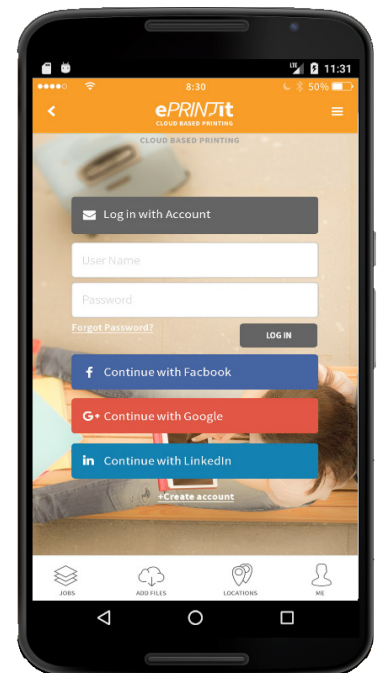 LTE 11:31
8:30 50%
ePRINTit
CLOUD BASED PRINTING
CLOUD BASED PRINTING
Log in with Account
User Name
Password
Forgot Password?
LOG IN
f Continue with Facbook
G+ Continue with Google
in Continue with LinkedIn
+Create account
JOBS ADD FILES LOCATIONS ME